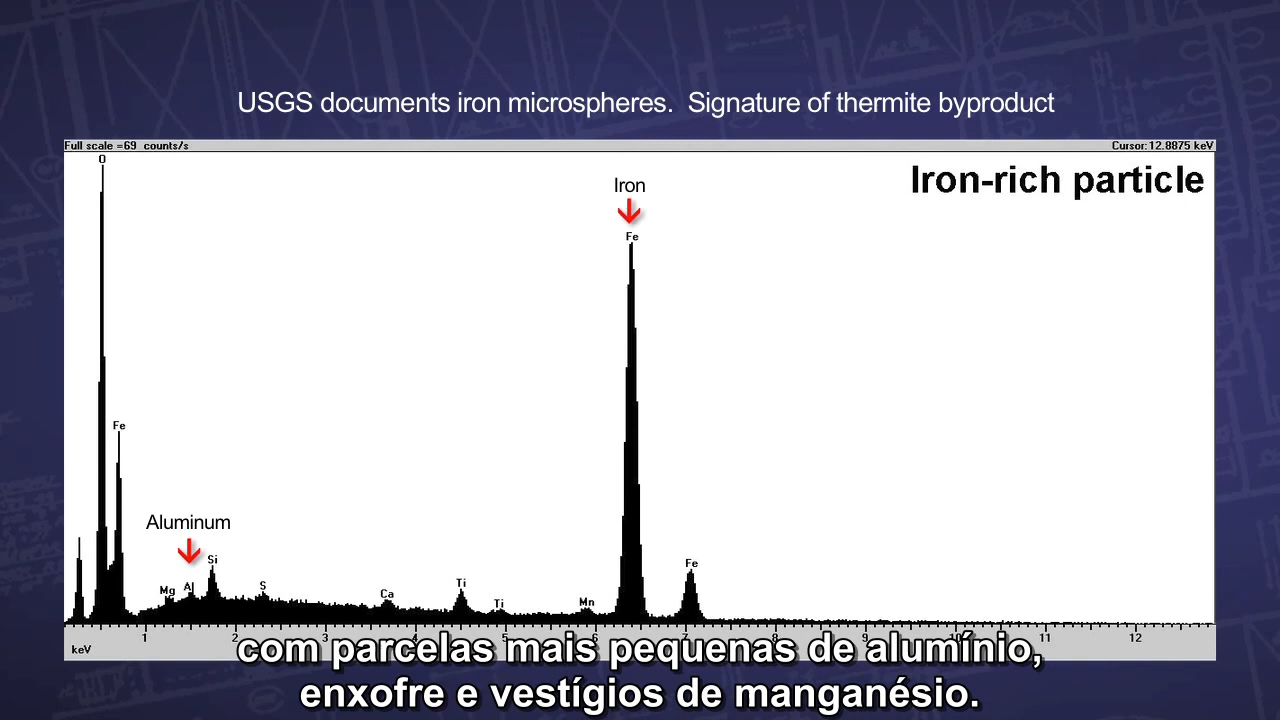 USGS documents iron microspheres.  Signature of thermite byproduct
Full scale =69 counts/s
Cursor:12.8875 keV
Iron-rich particle
O
Iron
Fe
Fe
Aluminum
Mg
Al
Si
S
Ca
Ti
Ti
Mn
Fe
keV
1 2 3 4 5 6 7 8 9 10 11 12
com parcelas mais pequenas de alumínio,
enxofre e vestígios de manganésio.